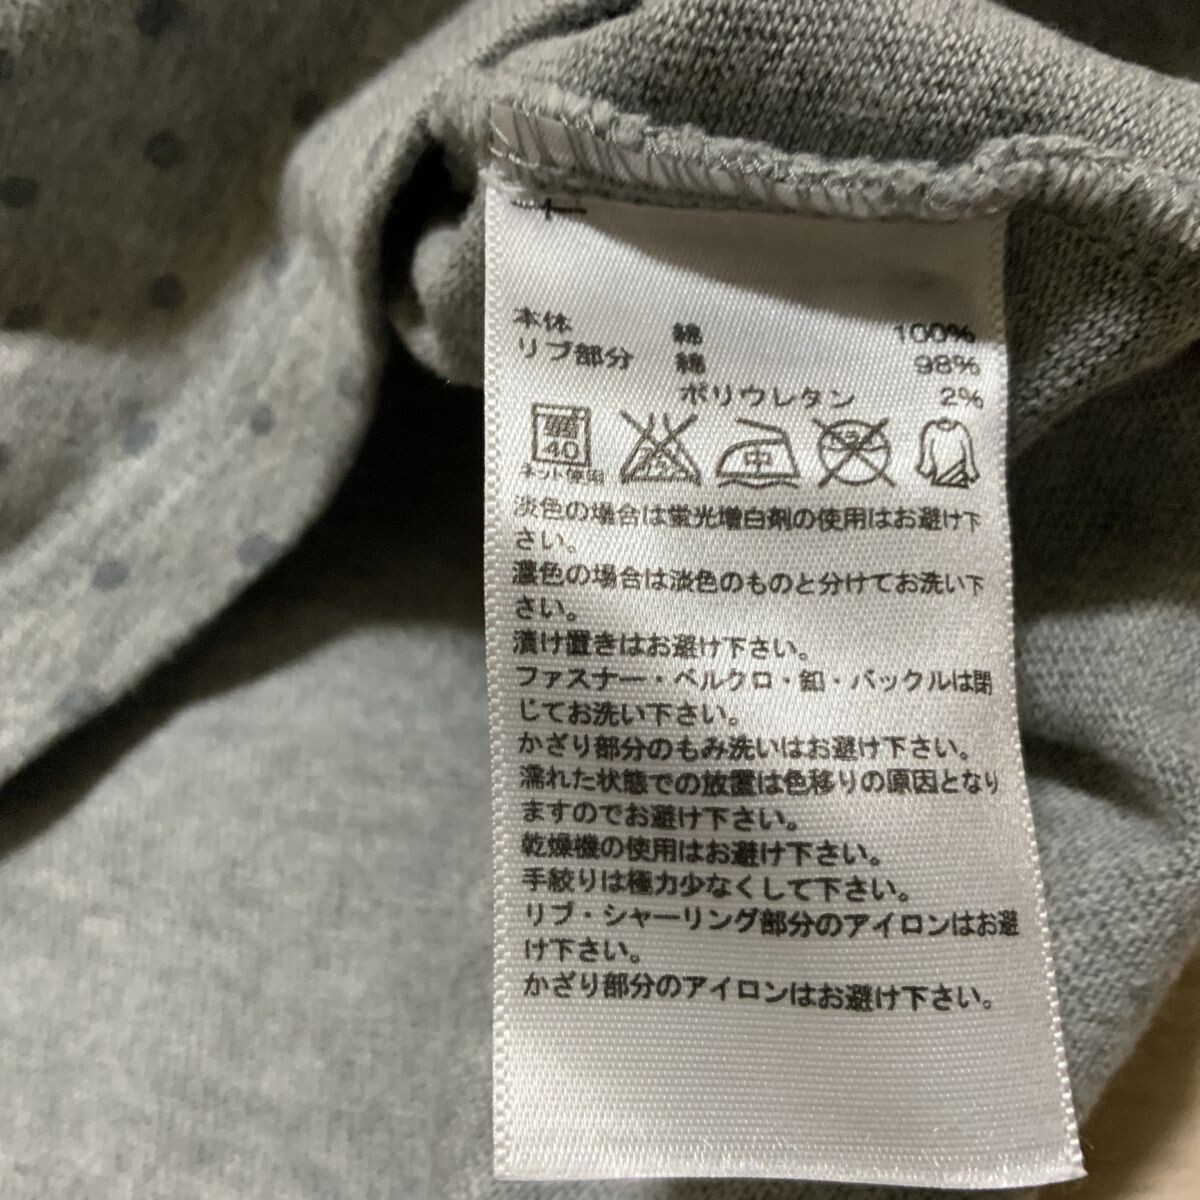 本体 綿 100%
リブ部分 綿 98%
ポリウレタン 2%
40
ネット使用
中
淡色の場合は蛍光増白剤の使用はお避け下
さい。
濃色の場合は淡色のものと分けてお洗い下
さい。
漬け置きはお避け下さい。
ファスナー・ベルクロ・釦・バックルは閉
じてお洗い下さい。
かざり部分のもみ洗いはお避け下さい。
濡れた状態での放置は色移りの原因となり
ますのでお避け下さい。
乾燥機の使用はお避け下さい。
手絞りは極力少なくして下さい。
リブ・シャーリング部分のアイロンはお避
け下さい。
かざり部分のアイロンはお避け下さい。